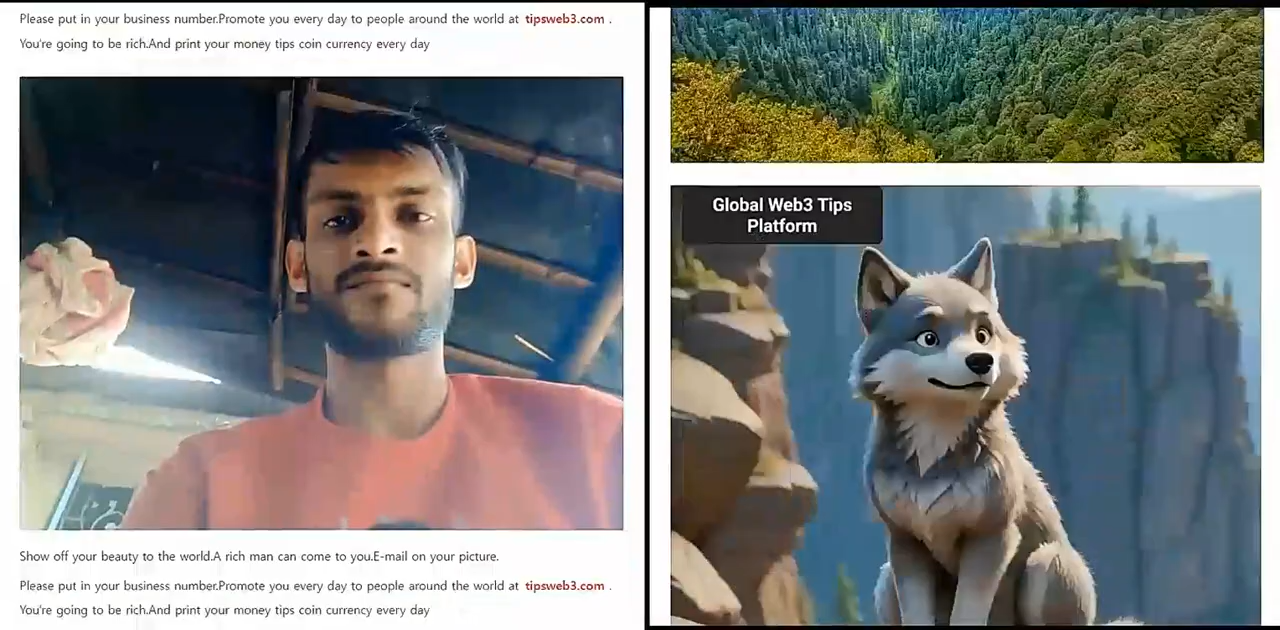 Please put in your business number.Promote you every day to people around the world at tipsweb3.com .
You're going to be rich.And print your money tips coin currency every day
Show off your beauty to the world.A rich man can come to you.E-mail on your picture.
Please put in your business number.Promote you every day to people around the world at tipsweb3.com .
You're going to be rich.And print your money tips coin currency every day
Global Web3 Tips
Platform